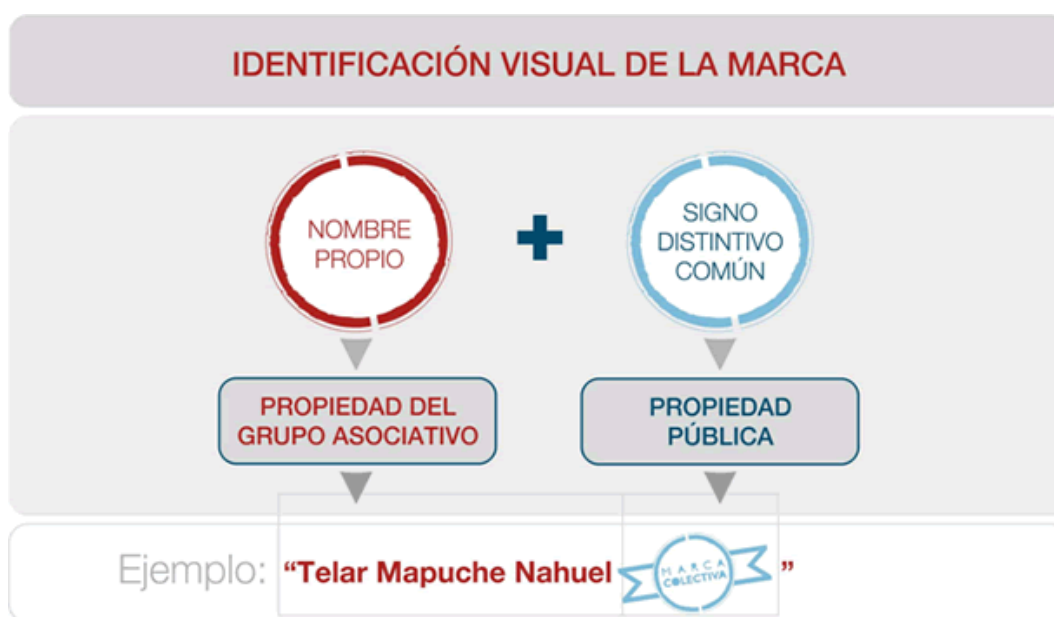 IDENTIFICACIÓN VISUAL DE LA MARCA
NOMBRE
PROPIO
+
SIGNO
DISTINTIVO
COMÚN
PROPIEDAD DEL
GRUPO ASOCIATIVO
PROPIEDAD
PÚBLICA
Ejemplo: “Telar Mapuche Nahuel MARCA COLECTIVA ”